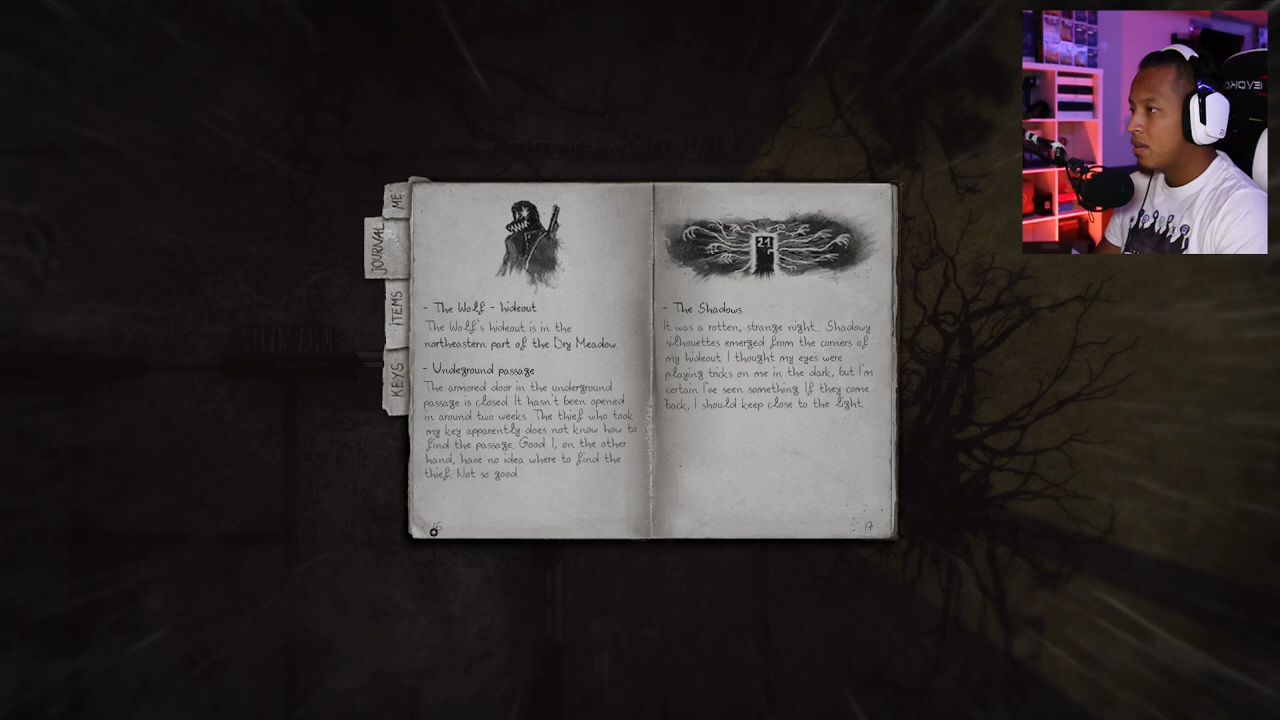 ME
JOURNAL
ITEMS
KEYS
- The Wolf - hideout
The Wolf's hideout is in the
northeastern part of the Dry Meadow.
- Undeground passage
The armored door in the underground
passage is closed. It hasn't been opened
in around two weeks. The thief who took
my key apparently does not know how to
find the passage. Good. I, on the other
hand, have no idea where to find the
thief. Not so good.
16
21
- The Shadows
It was a rotten, strange night... Shadowy
silhouettes emerged from the corners of
my hideout. I thought my eyes were
playing tricks on me in the dark, but I'm
certain I've seen something. If they come
back, I should keep close to the light.
17